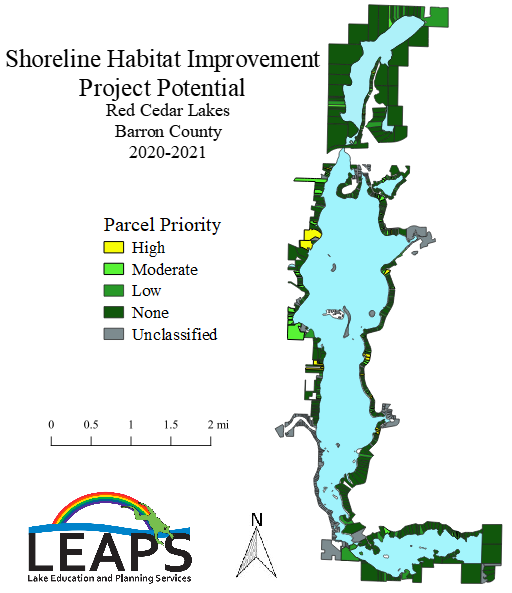 Shoreline Habitat Improvement
Project Potential
Red Cedar Lakes
Barron County
2020-2021
Parcel Priority
High
Moderate
Low
None
Unclassified
0 0.5 1 1.5 2 mi
LEAPS
Lake Education and Planning Services
N